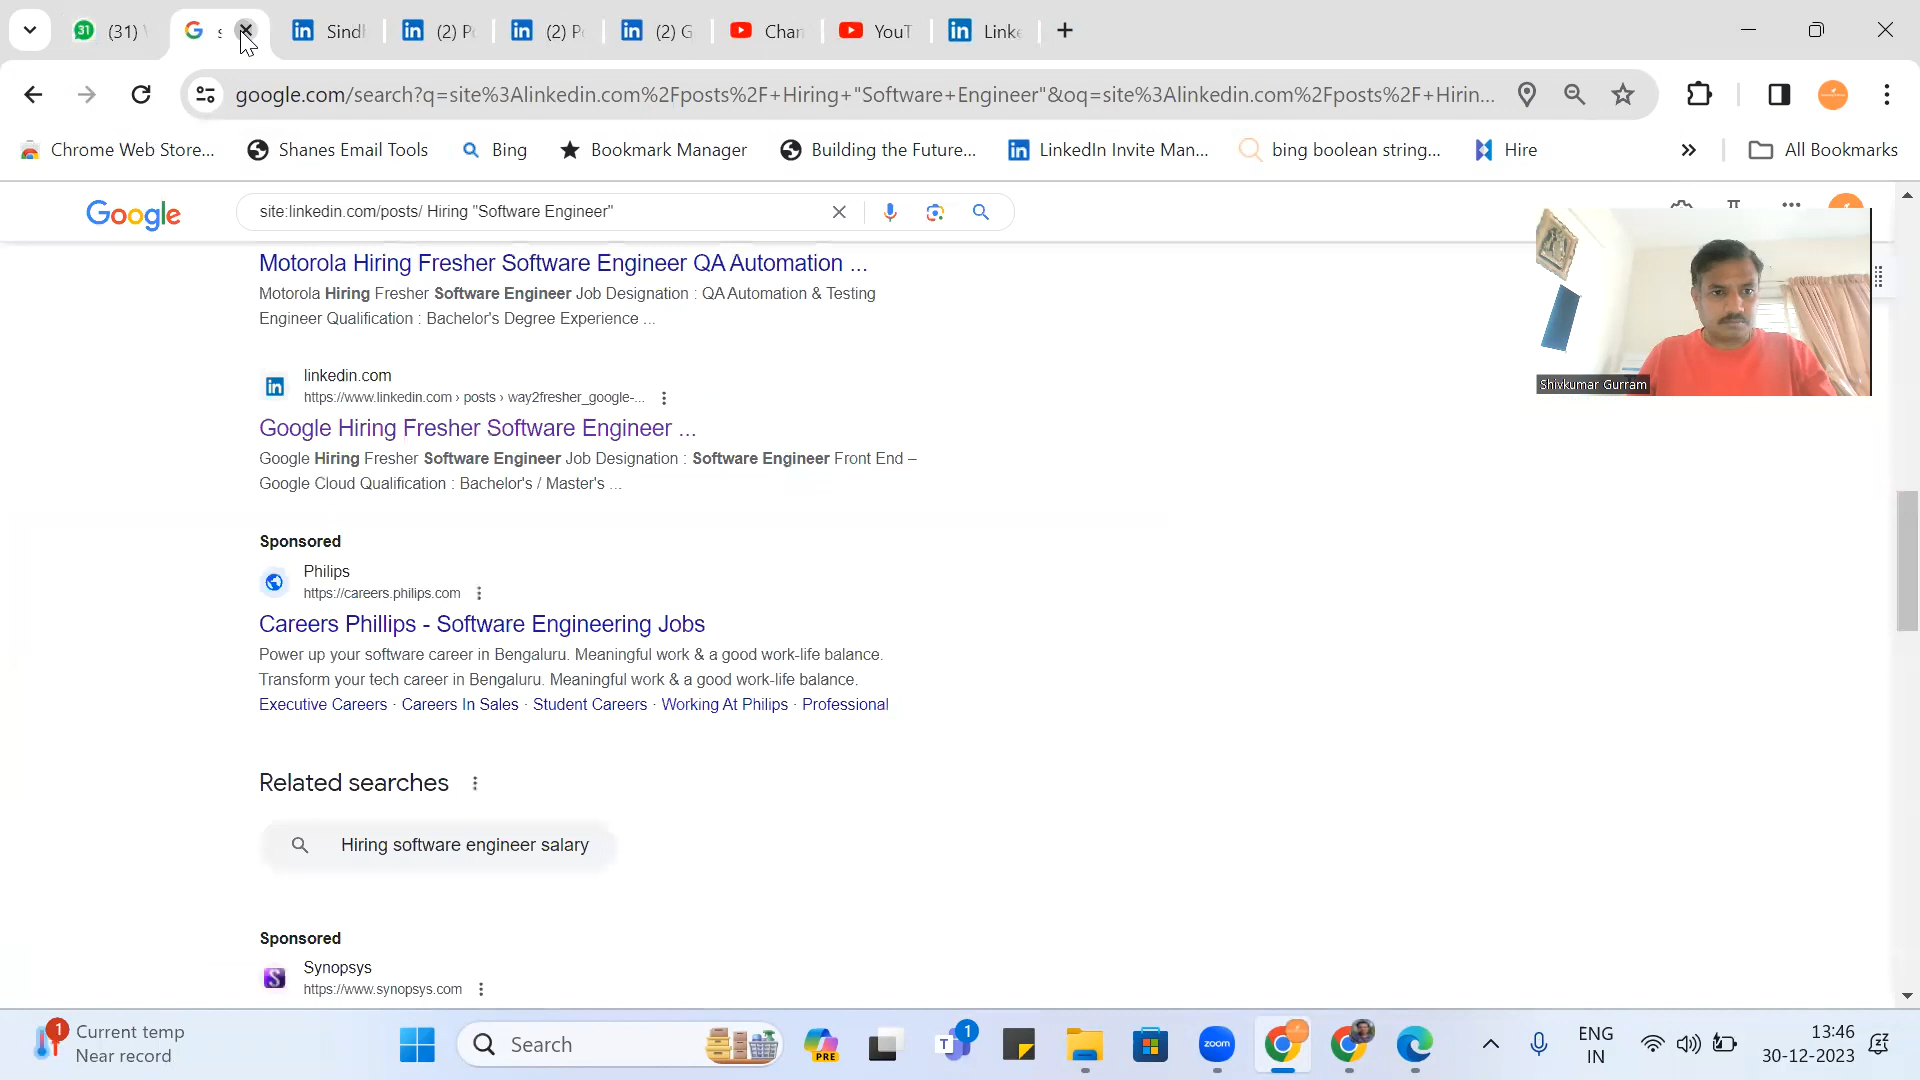 31 (31)
s
Sindl
(2) P
(2) P
(2) G
Chan
YouT
Linke
google.com/search?q=site%3Alinkedin.com%2Fposts%2F+Hiring+"Software+Engineer"&oq=site%3Alinkedin.com%2Fposts%2F+Hirin...
Chrome Web Store...
Shanes Email Tools
Bing
Bookmark Manager
Building the Future...
LinkedIn Invite Man...
bing boolean string...
Hire
All Bookmarks
Google
site:linkedin.com/posts/ Hiring "Software Engineer"
Motorola Hiring Fresher Software Engineer QA Automation ...
Motorola Hiring Fresher Software Engineer Job Designation : QA Automation & Testing
Engineer Qualification : Bachelor's Degree Experience ...
linkedin.com
https://www.linkedin.com › posts › way2fresher_google-...
Google Hiring Fresher Software Engineer ...
Google Hiring Fresher Software Engineer Job Designation : Software Engineer Front End –
Google Cloud Qualification : Bachelor's / Master's ...
Shivkumar Gurram
Sponsored
Philips
https://careers.philips.com
Careers Phillips - Software Engineering Jobs
Power up your software career in Bengaluru. Meaningful work & a good work-life balance.
Transform your tech career in Bengaluru. Meaningful work & a good work-life balance.
Executive Careers · Careers In Sales · Student Careers · Working At Philips · Professional
Related searches
Hiring software engineer salary
Sponsored
Synopsys
https://www.synopsys.com
1
Current temp
Near record
Search
PRE
1
zoom
ENG
IN
13:46
30-12-2023